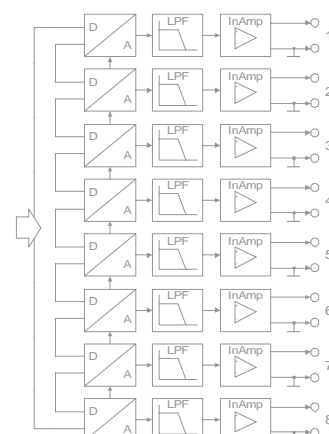 D A LPF InAmp 1
D A LPF InAmp 2
D A LPF InAmp 3
D A LPF InAmp 4
D A LPF InAmp 5
D A LPF InAmp 6
D A LPF InAmp 7
D A LPF InAmp 8